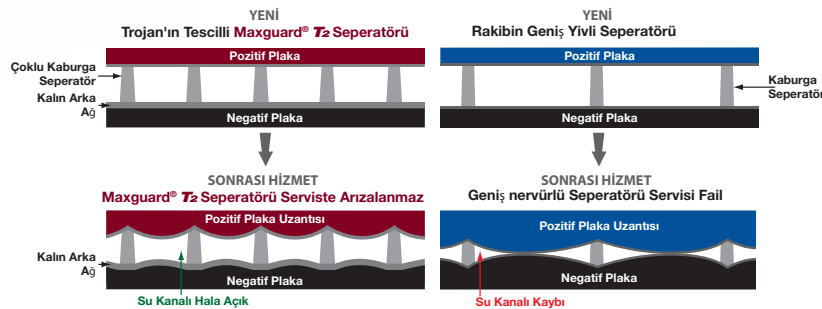 YENİ
Trojan'ın Tescilli Maxguard® T2 Seperatörü
Pozitif Plaka
Çoklu Kaburga
Seperatör
Kalın Arka
Ağ
Negatif Plaka
SONRASI HİZMET
Maxguard® T2 Seperatörü Serviste Arızalanmaz
Pozitif Plaka Uzantısı
Kalın Arka
Ağ
Negatif Plaka
Su Kanalı Hala Açık
YENİ
Rakibin Geniş Yivli Seperatörü
Pozitif Plaka
Kaburga
Seperatör
Negatif Plaka
SONRASI HİZMET
Geniş nervürlü Seperatörü Servisi Fail
Pozitif Plaka Uzantısı
Negatif Plaka
Su Kanalı Kaybı